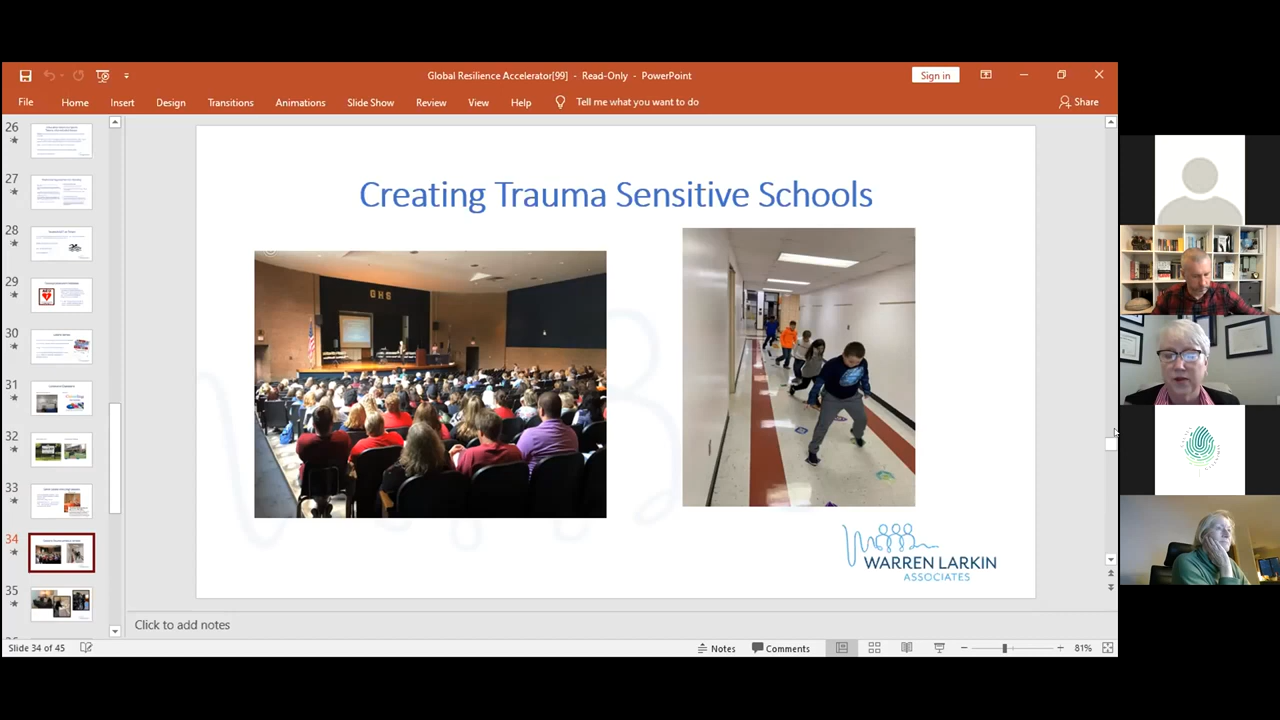 Global Resilience Accelerator[99] - Read-Only - PowerPoint
Sign in
File Home Insert Design Transitions Animations Slide Show Review View Help Tell me what you want to do
Share
26
27
28
29
30
31
32
33
34
35
Creating Trauma Sensitive Schools
GHS
WARREN LARKIN
ASSOCIATES
Click to add notes
Slide 34 of 45
Notes Comments
81%